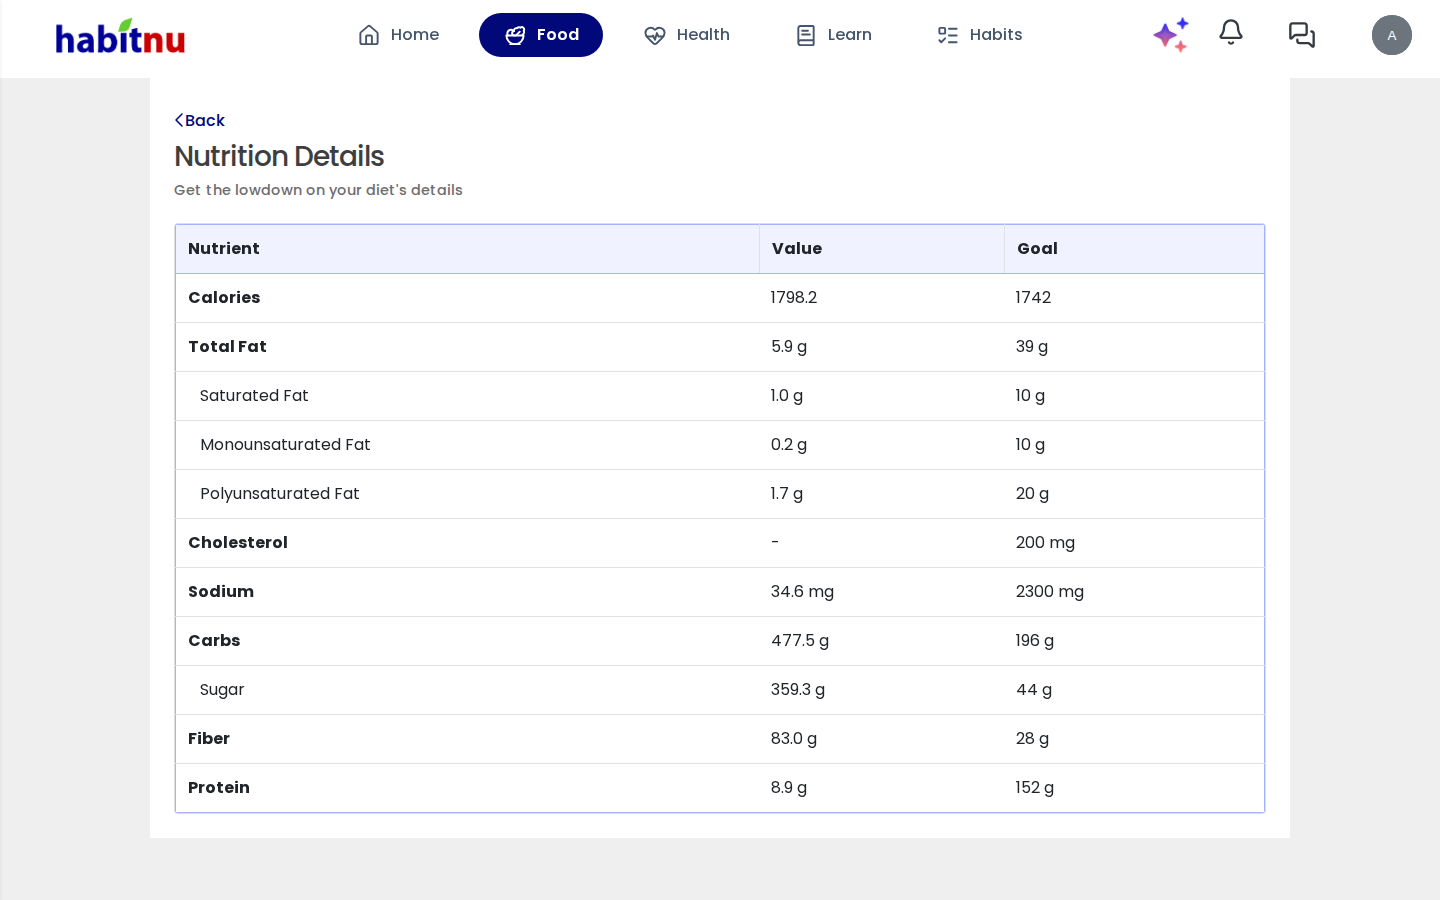 habitnu
Home
Food
Health
Learn
Habits
A
Back
Nutrition Details
Get the lowdown on your diet's details
Nutrient Value Goal
Calories 1798.2 1742
Total Fat 5.9 g 39 g
Saturated Fat 1.0 g 10 g
Monounsaturated Fat 0.2 g 10 g
Polyunsaturated Fat 1.7 g 20 g
Cholesterol - 200 mg
Sodium 34.6 mg 2300 mg
Carbs 477.5 g 196 g
Sugar 359.3 g 44 g
Fiber 83.0 g 28 g
Protein 8.9 g 152 g